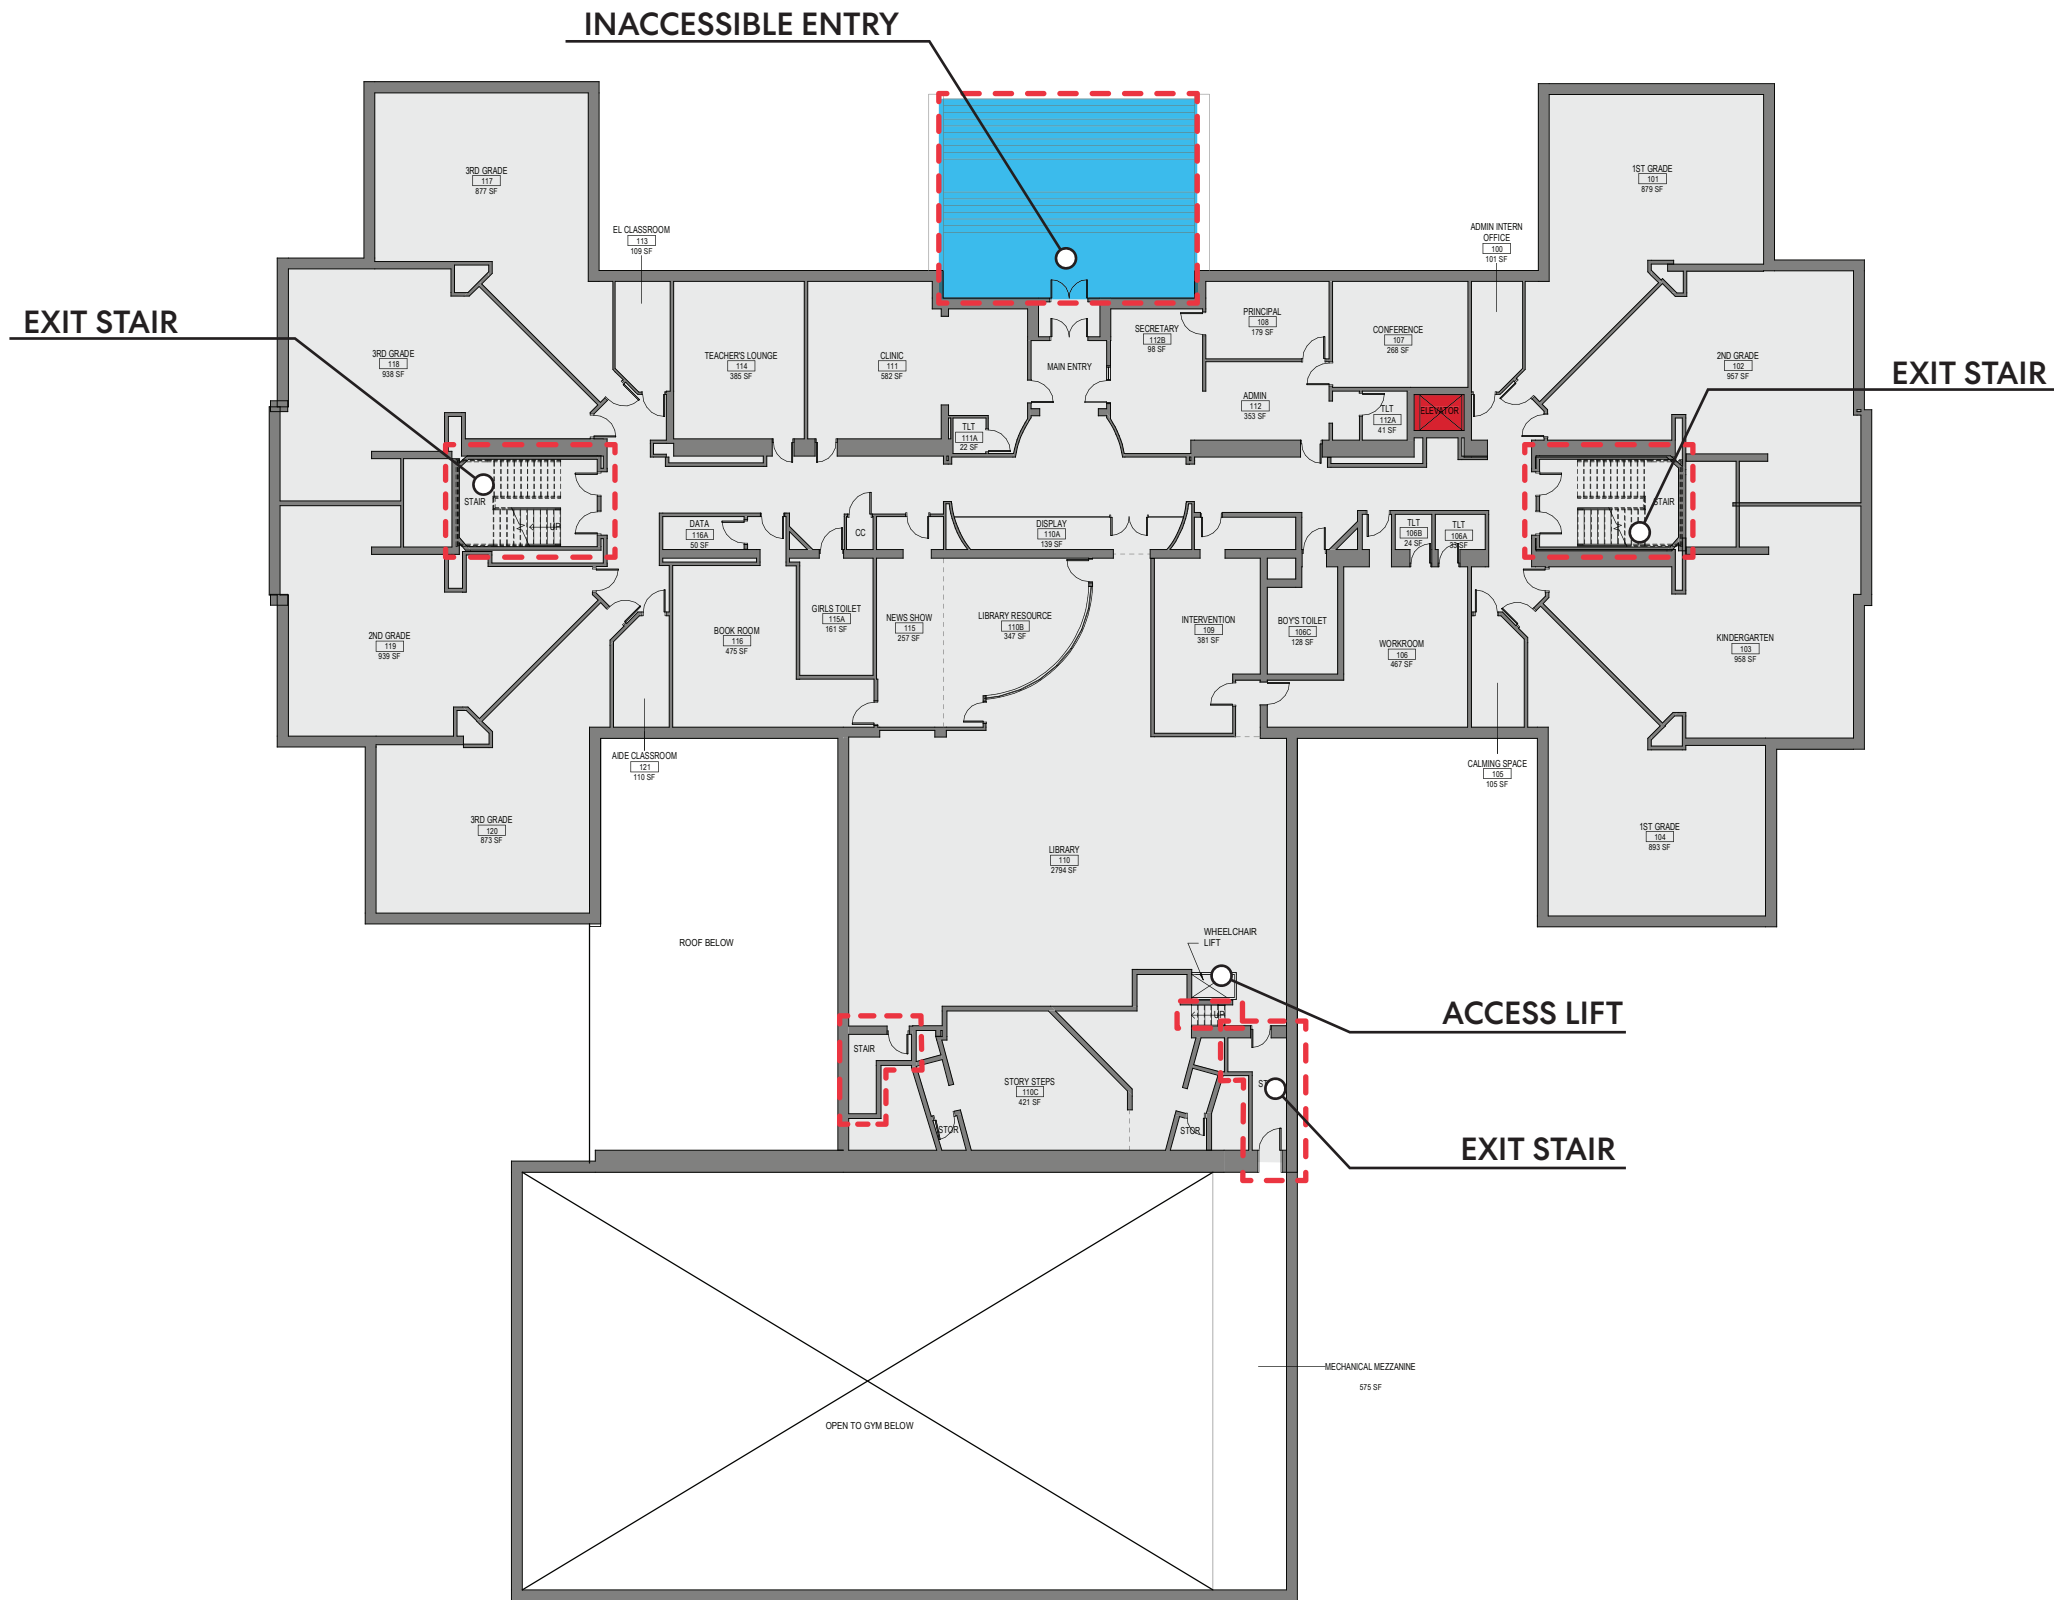 INACCESSIBLE ENTRY
3RD GRADE
117
877 SF
1ST GRADE
101
879 SF
EL CLASSROOM
113
109 SF
ADMIN INTERN
OFFICE
100
101 SF
EXIT STAIR
3RD GRADE
118
938 SF
TEACHER'S LOUNGE
114
385 SF
CLINIC
111
582 SF
MAIN ENTRY
SECRETARY
112B
98 SF
PRINCIPAL
108
179 SF
CONFERENCE
107
268 SF
2ND GRADE
102
957 SF
EXIT STAIR
ADMIN
112
353 SF
TLT
112A
41 SF
ELEVATOR
TLT
111A
22 SF
STAIR
UP
STAIR
DATA
116A
50 SF
CC
DISPLAY
110A
139 SF
TLT
106B
24 SF
TLT
106A
33 SF
2ND GRADE
119
939 SF
BOOK ROOM
116
475 SF
GIRLS TOILET
115A
161 SF
NEWS SHOW
115
257 SF
LIBRARY RESOURCE
110B
347 SF
INTERVENTION
109
381 SF
BOY'S TOILET
106C
128 SF
WORKROOM
106
467 SF
KINDERGARTEN
103
958 SF
AIDE CLASSROOM
121
110 SF
CALMING SPACE
105
105 SF
3RD GRADE
120
873 SF
1ST GRADE
104
893 SF
LIBRARY
110
2794 SF
ROOF BELOW
WHEELCHAIR
LIFT
ACCESS LIFT
UP
STAIR
STORY STEPS
110C
421 SF
STOR
STOR
EXIT STAIR
MECHANICAL MEZZANINE
575 SF
OPEN TO GYM BELOW